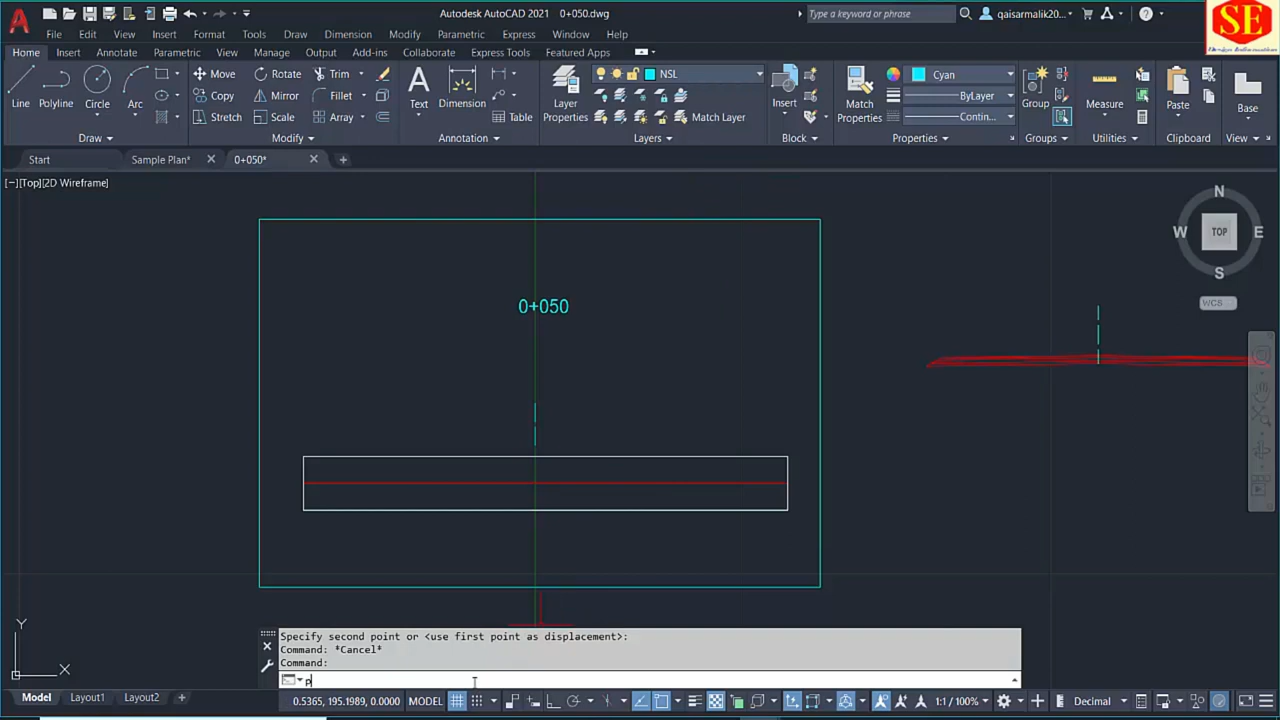 Autodesk AutoCAD 2021 0+050.dwg
Type a keyword or phrase
qaisarmalik20...
SE
File Edit View Insert Format Tools Draw Dimension Modify Parametric Express Window Help
Home Insert Annotate Parametric View Manage Output Add-ins Collaborate Express Tools Featured Apps
Line Polyline Circle Arc
Move Rotate Trim
Copy Mirror Fillet
Stretch Scale Array
Text Dimension Table
Layer Properties
NSL
Match Layer
Insert
Match Properties
Cyan
ByLayer
Contin...
Group Measure Paste Base
Draw Modify Annotation Layers Block Properties Groups Utilities Clipboard View
Start Sample Plan* 0+050*
[−][Top][2D Wireframe]
N
W TOP E
S
WCS
0+050
Y
X
Specify second point or <use first point as displacement>:
Command: *Cancel*
Command:
p
Model Layout1 Layout2
0.5365, 195.1989, 0.0000 MODEL 1:1 / 100% Decimal